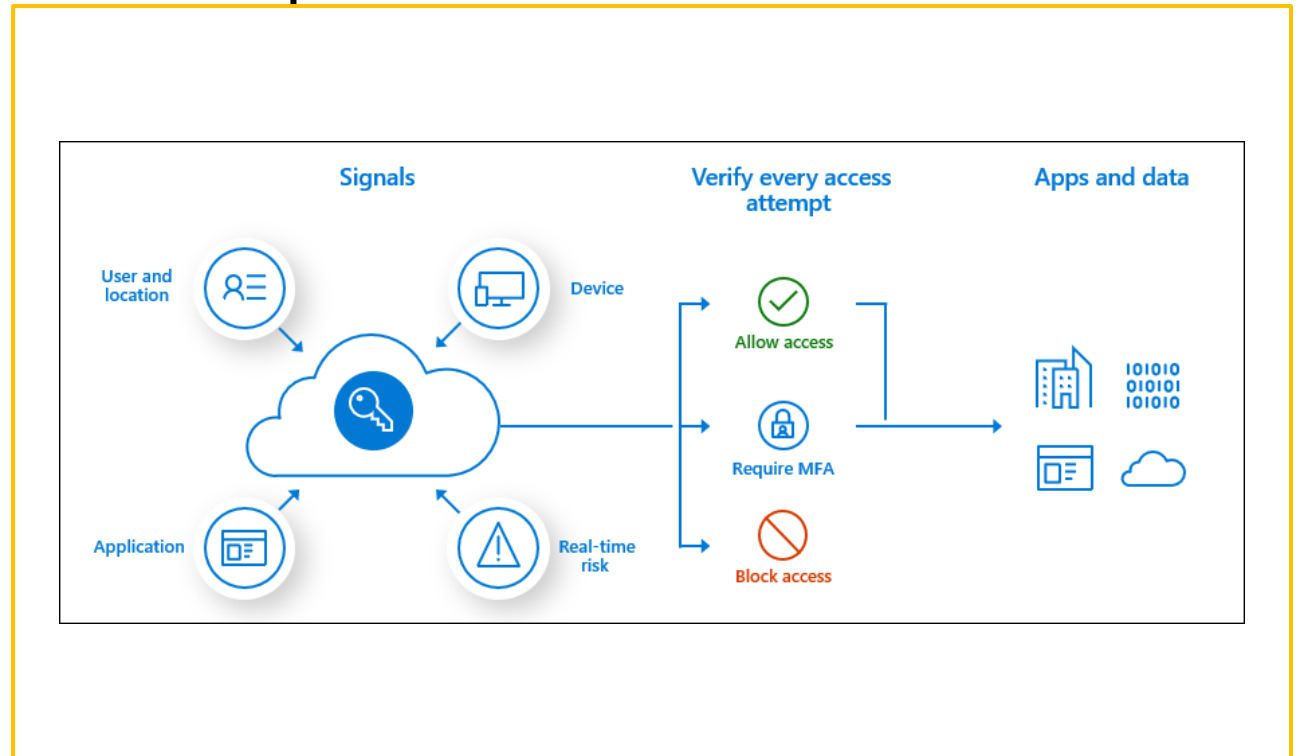 Signals
Verify every access
attempt
Apps and data
User and
location
Device
Allow access
101010
010101
101010
Require MFA
Application
Real-time
risk
Block access